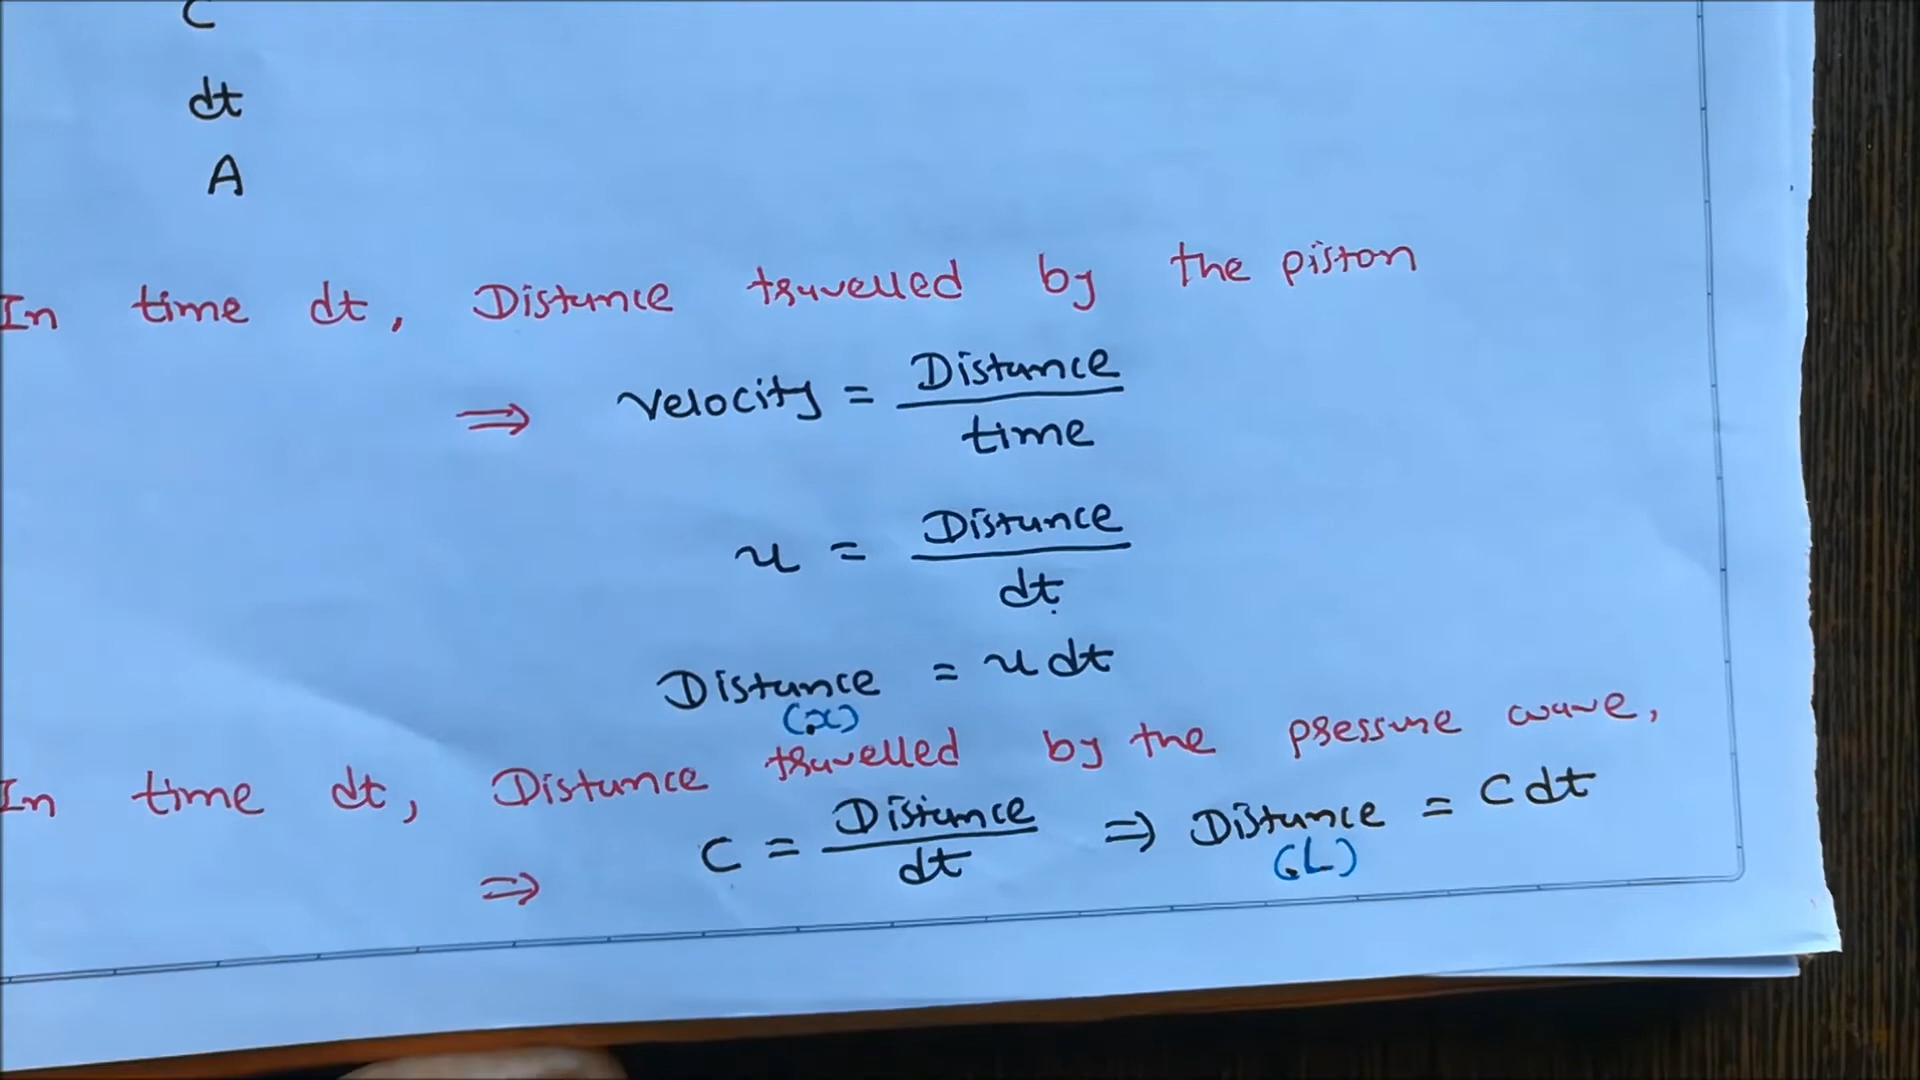 C
dt
A
In time dt, Distance travelled by the piston
⇒ Velocity = Distance / time
u = Distance / dt
Distance = u dt
(x)
In time dt, Distance travelled by the pressure wave,
⇒ C = Distance / dt ⇒ Distance = C dt
(L)